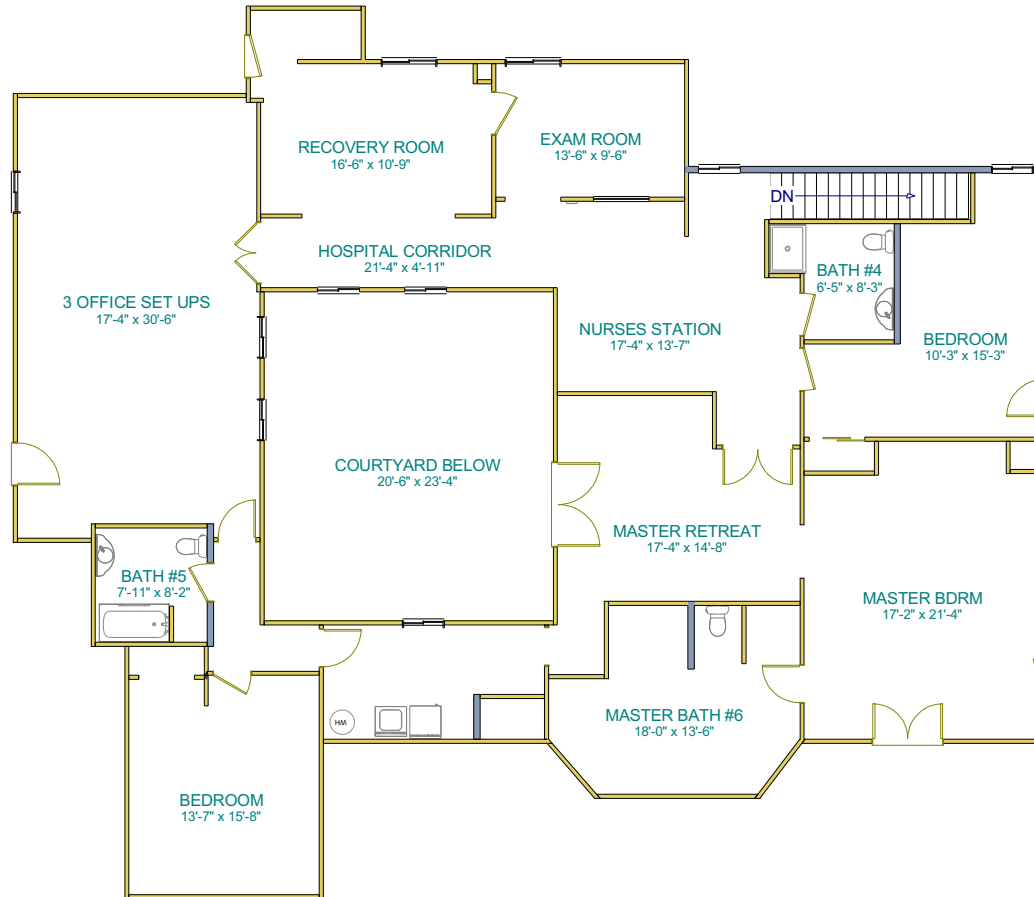 RECOVERY ROOM
16'-6" x 10'-9"
EXAM ROOM
13'-6" x 9'-6"
DN
HOSPITAL CORRIDOR
21'-4" x 4'-11"
BATH #4
6'-5" x 8'-3"
3 OFFICE SET UPS
17'-4" x 30'-6"
NURSES STATION
17'-4" x 13'-7"
BEDROOM
10'-3" x 15'-3"
COURTYARD BELOW
20'-6" x 23'-4"
MASTER RETREAT
17'-4" x 14'-8"
BATH #5
7'-11" x 8'-2"
MASTER BDRM
17'-2" x 21'-4"
WH
MASTER BATH #6
18'-0" x 13'-6"
BEDROOM
13'-7" x 15'-8"